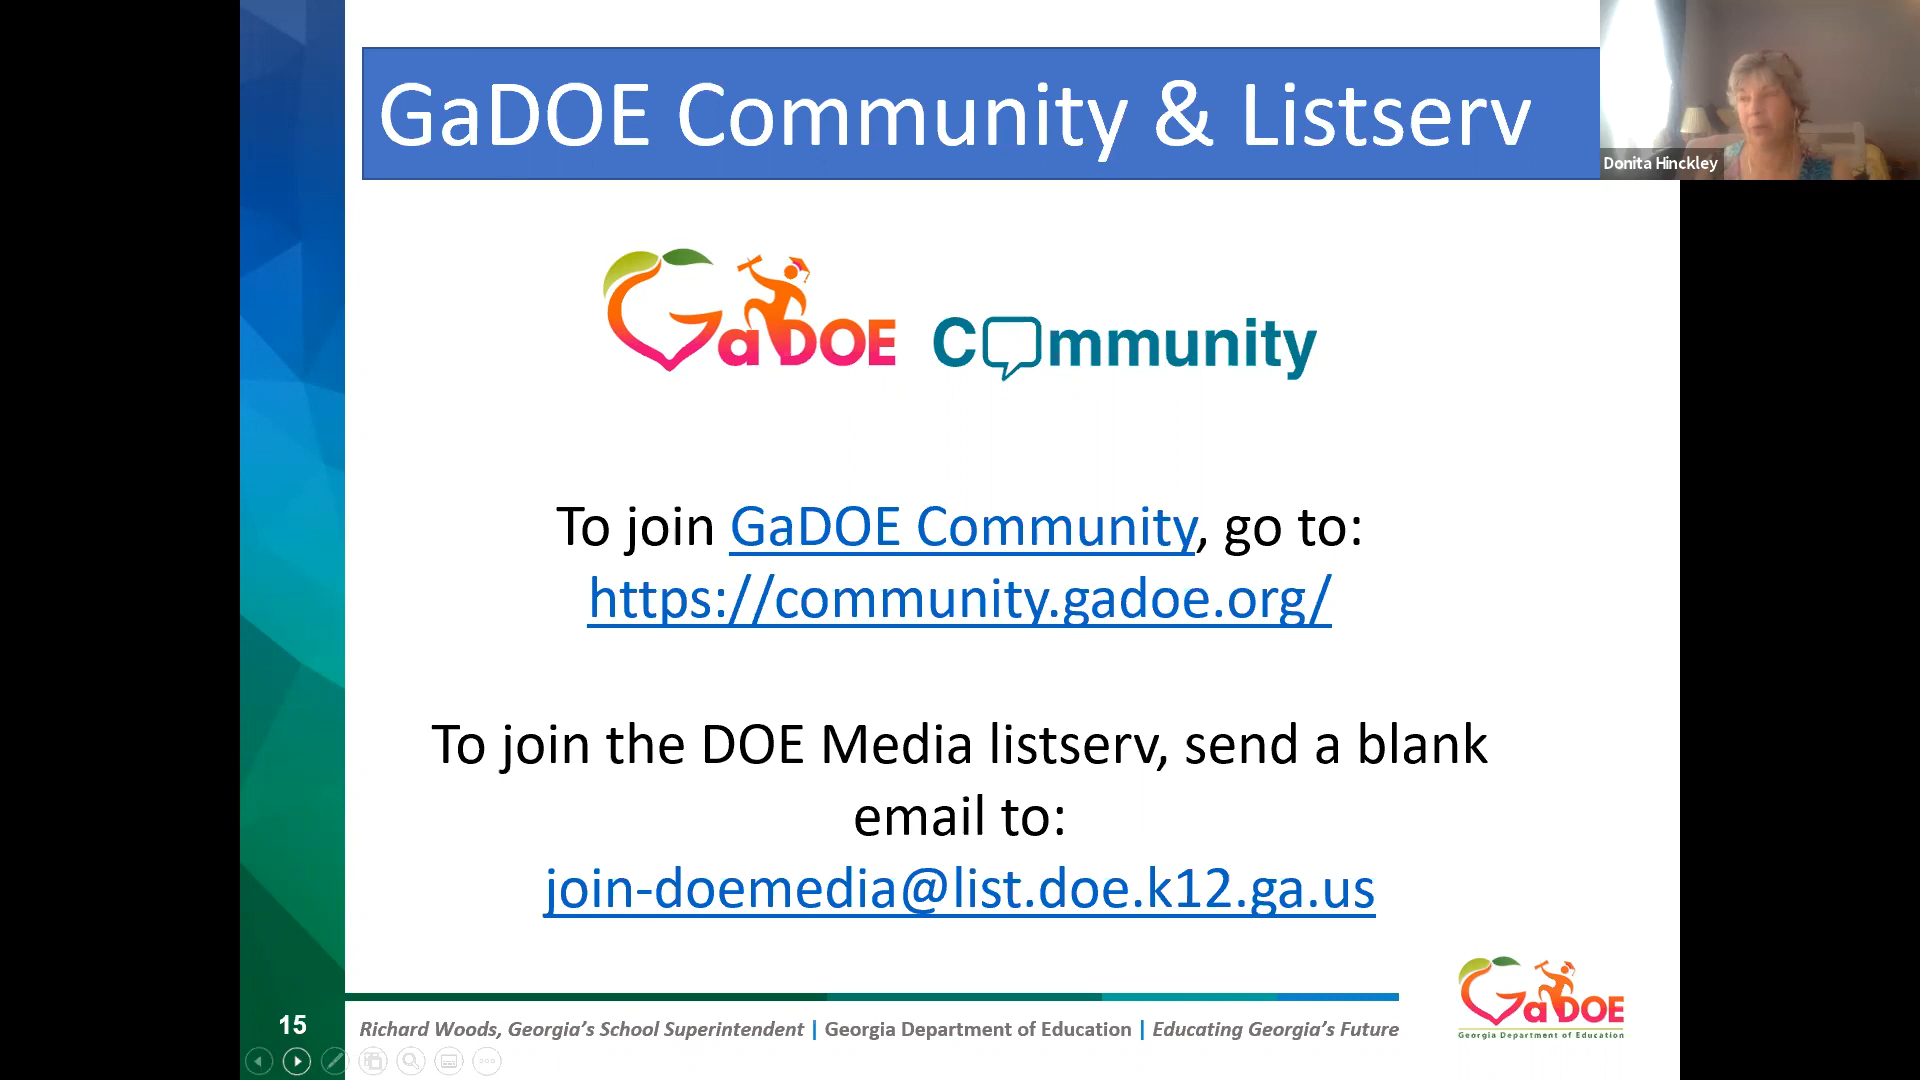 GaDOE Community & Listserv
Donita Hinckley
GaDOE Community
To join GaDOE Community, go to:
https://community.gadoe.org/
To join the DOE Media listserv, send a blank
email to:
join-doemedia@list.doe.k12.ga.us
15
Richard Woods, Georgia's School Superintendent | Georgia Department of Education | Educating Georgia's Future
GaDOE
Georgia Department of Education